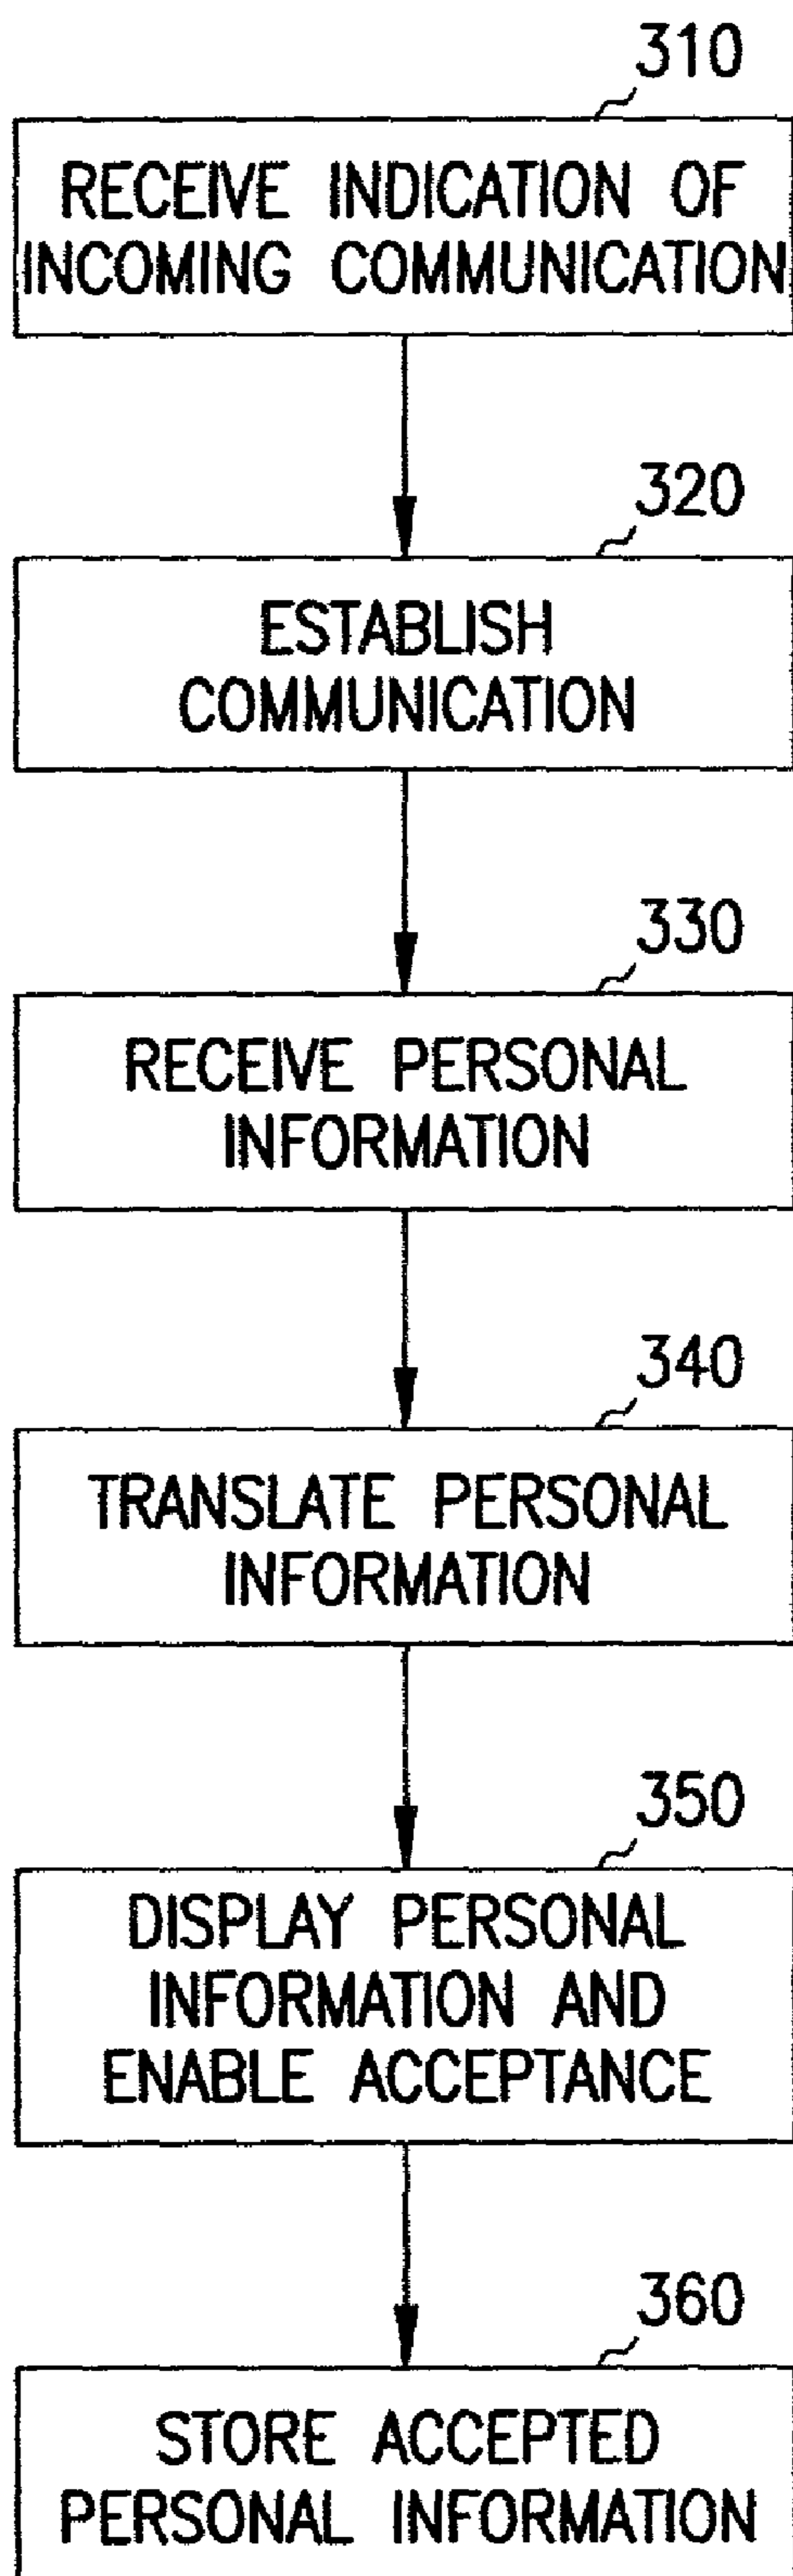 310
RECEIVE INDICATION OF
INCOMING COMMUNICATION
320
ESTABLISH
COMMUNICATION
330
RECEIVE PERSONAL
INFORMATION
340
TRANSLATE PERSONAL
INFORMATION
350
DISPLAY PERSONAL
INFORMATION AND
ENABLE ACCEPTANCE
360
STORE ACCEPTED
PERSONAL INFORMATION